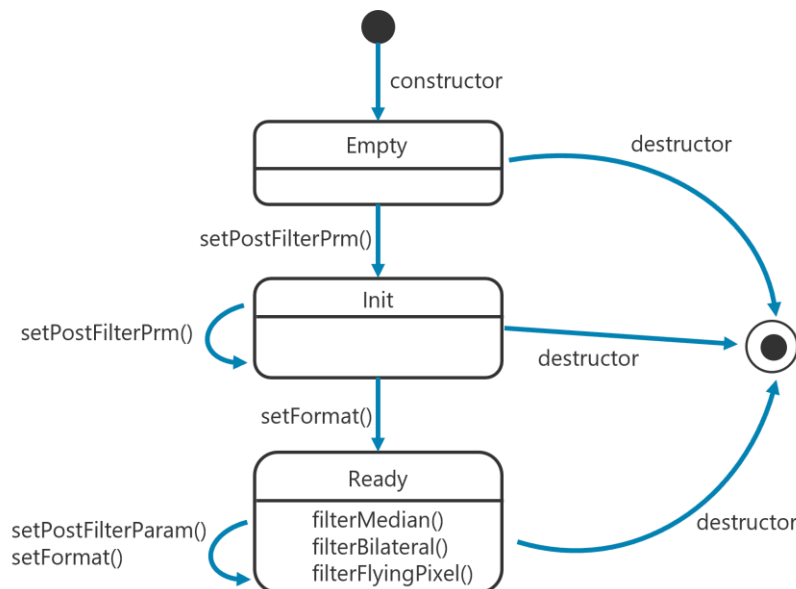 constructor
Empty
destructor
setPostFilterPrm()
Init
setPostFilterPrm()
destructor
setFormat()
Ready
setPostFilterParam()
setFormat()
filterMedian()
filterBilateral()
filterFlyingPixel()
destructor